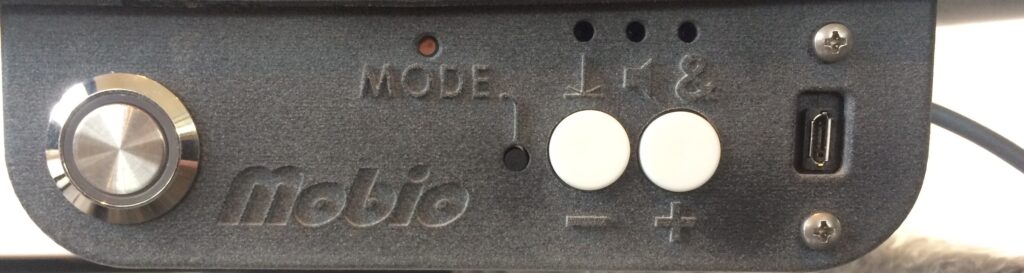 &
MODE
Mobio
- +